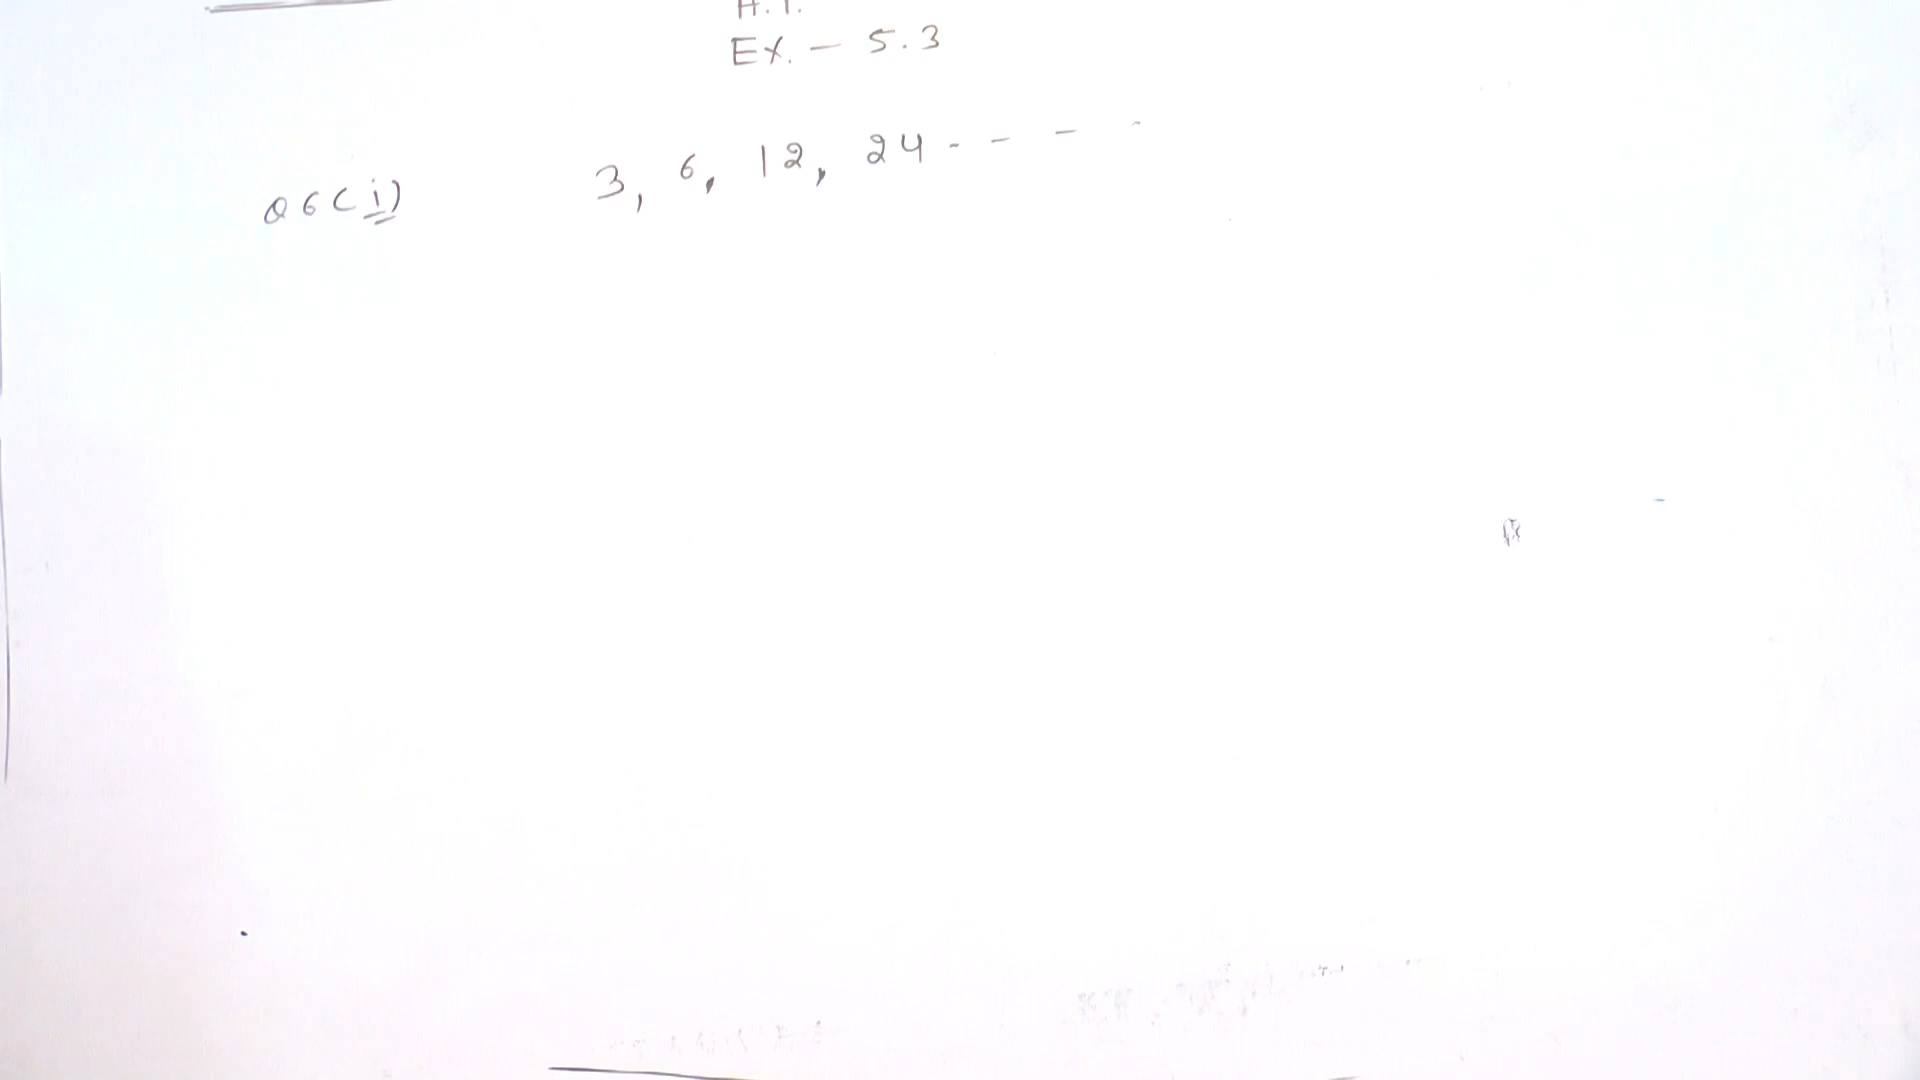 EX. - 5.3
Q6(i) 3, 6, 12, 24 - - - -